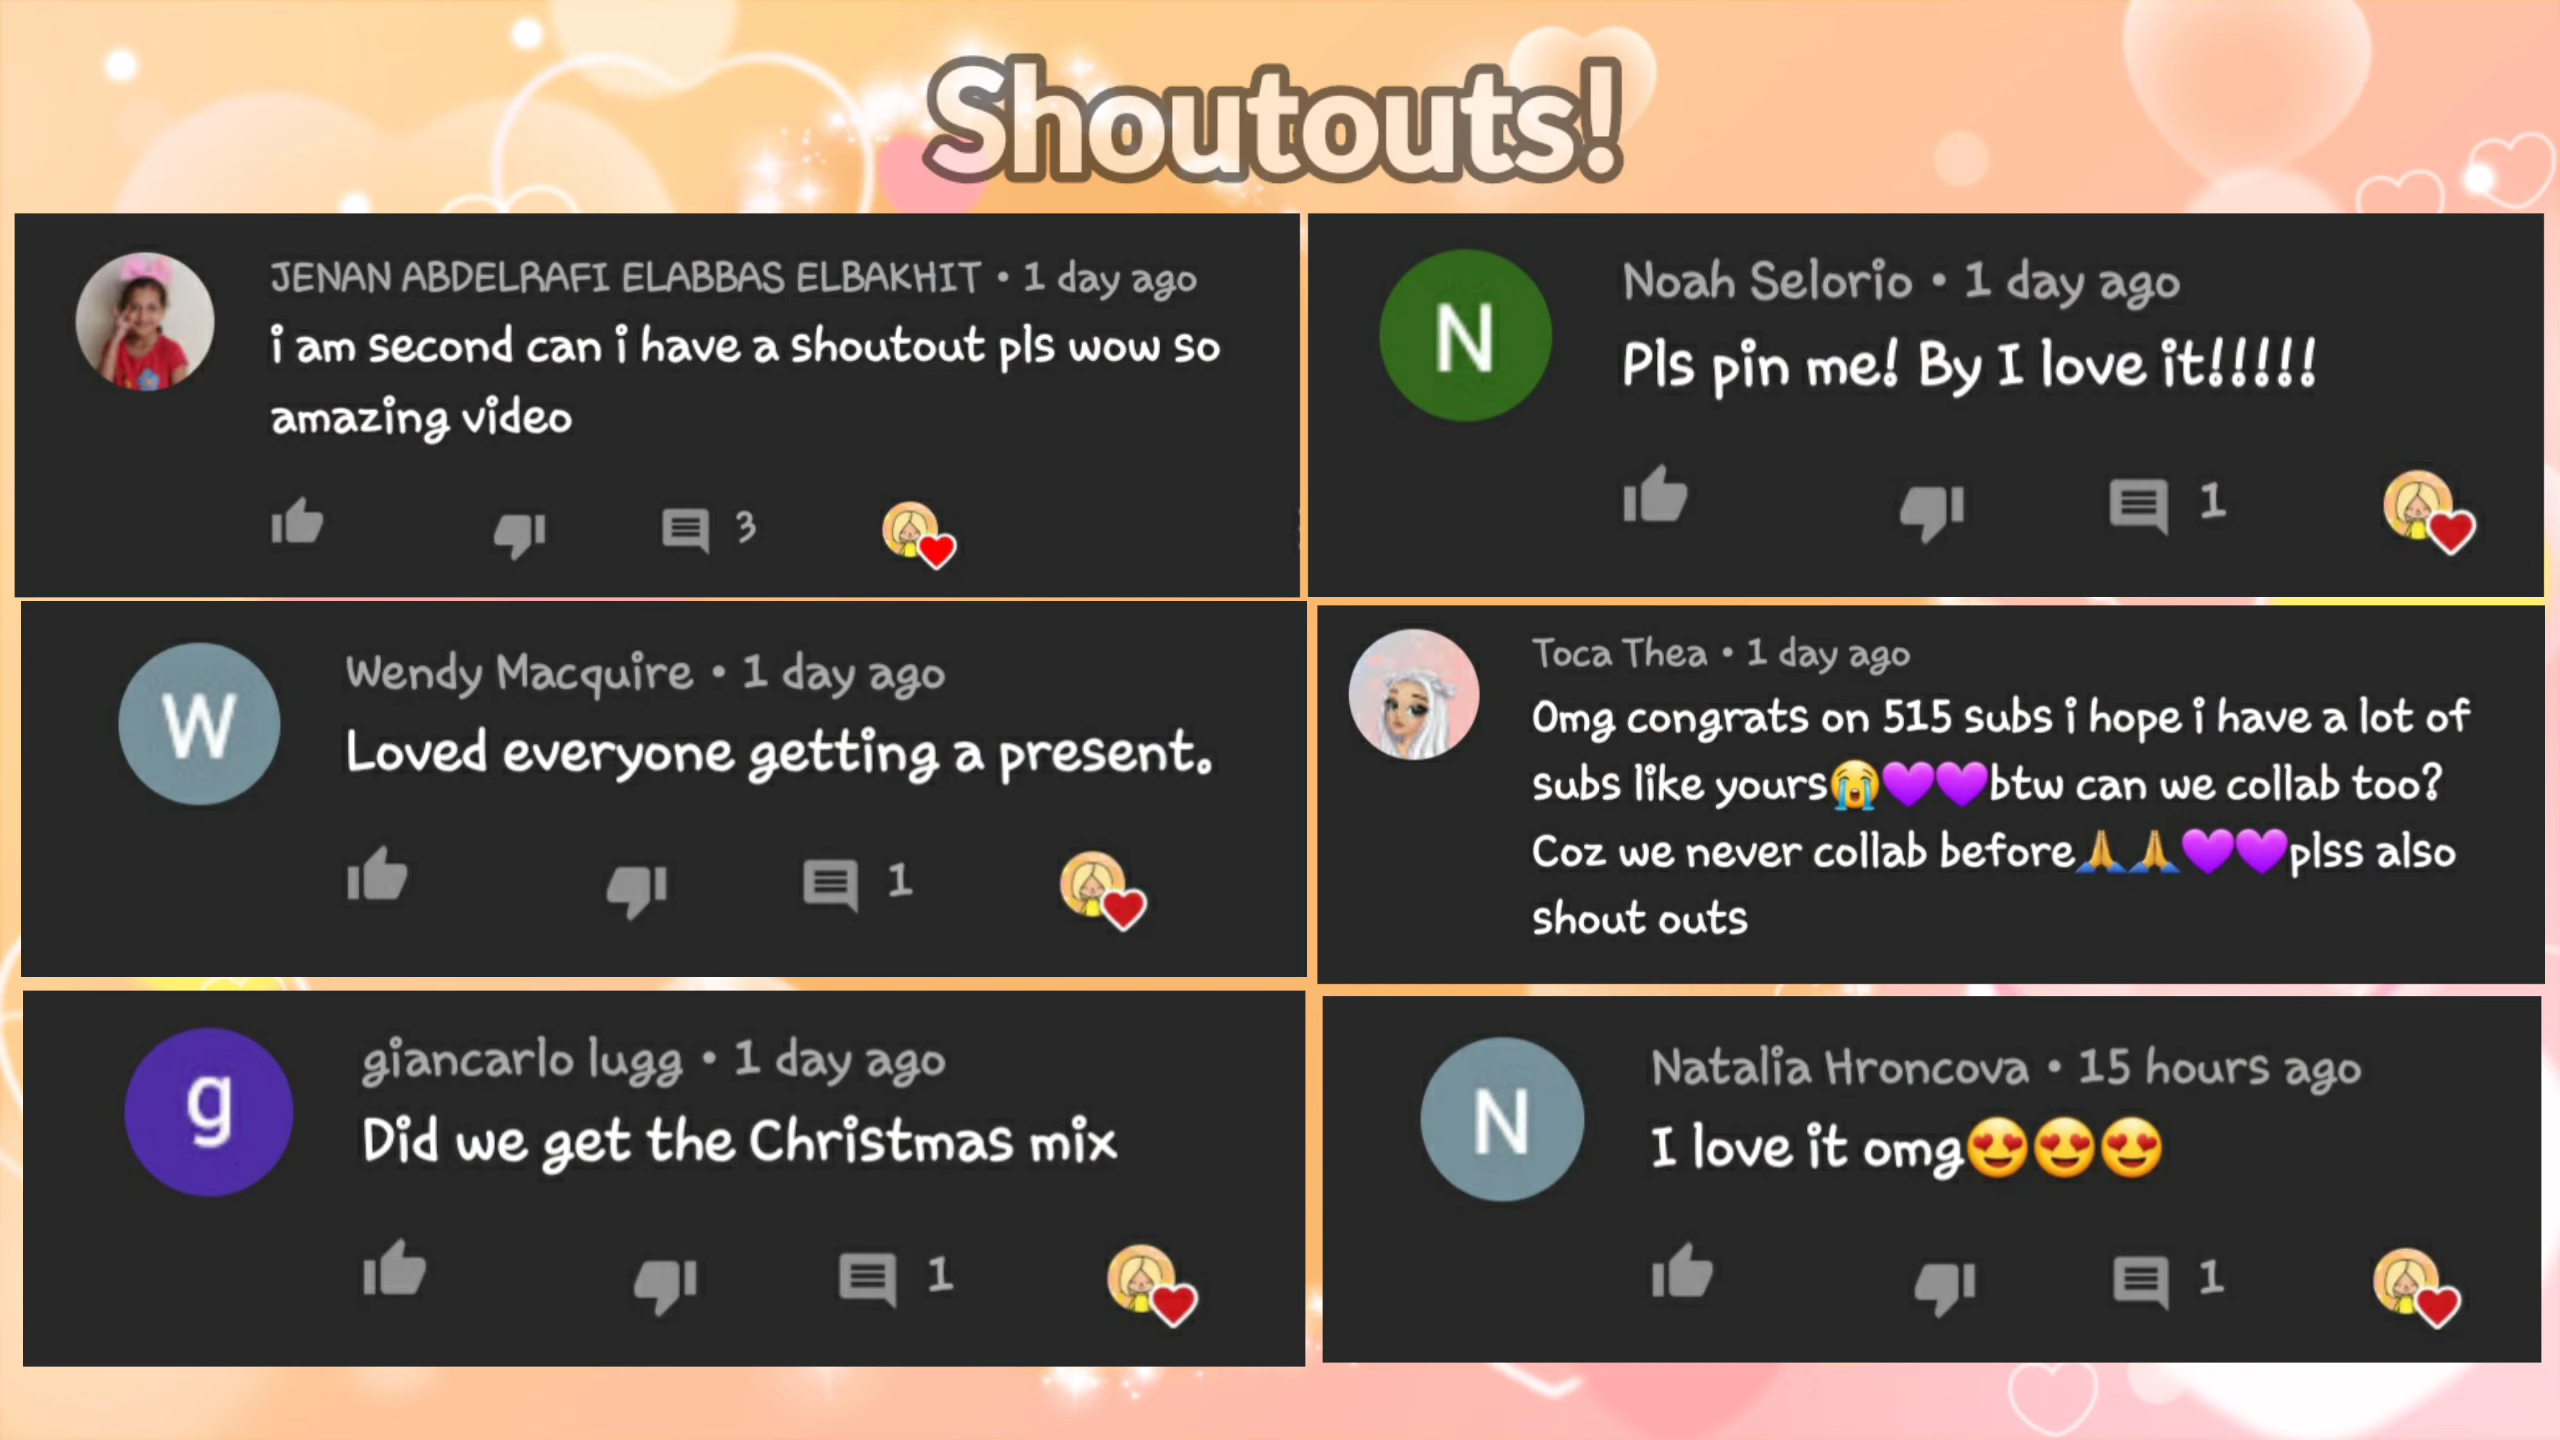 Shoutouts!
JENAN ABDELRAFI ELABBAS ELBAKHIT • 1 day ago
i am second can i have a shoutout pls wow so
amazing video
3
N
Noah Selorio • 1 day ago
Pls pin me! By I love it!!!!!
1
W
Wendy Macquire • 1 day ago
Loved everyone getting a present.
1
Toca Thea • 1 day ago
Omg congrats on 515 subs i hope i have a lot of
subs like yours😭💜💜btw can we collab too?
Coz we never collab before🙏🙏💜💜plss also
shout outs
g
giancarlo lugg • 1 day ago
Did we get the Christmas mix
1
N
Natalia Hroncova • 15 hours ago
I love it omg😍😍😍
1